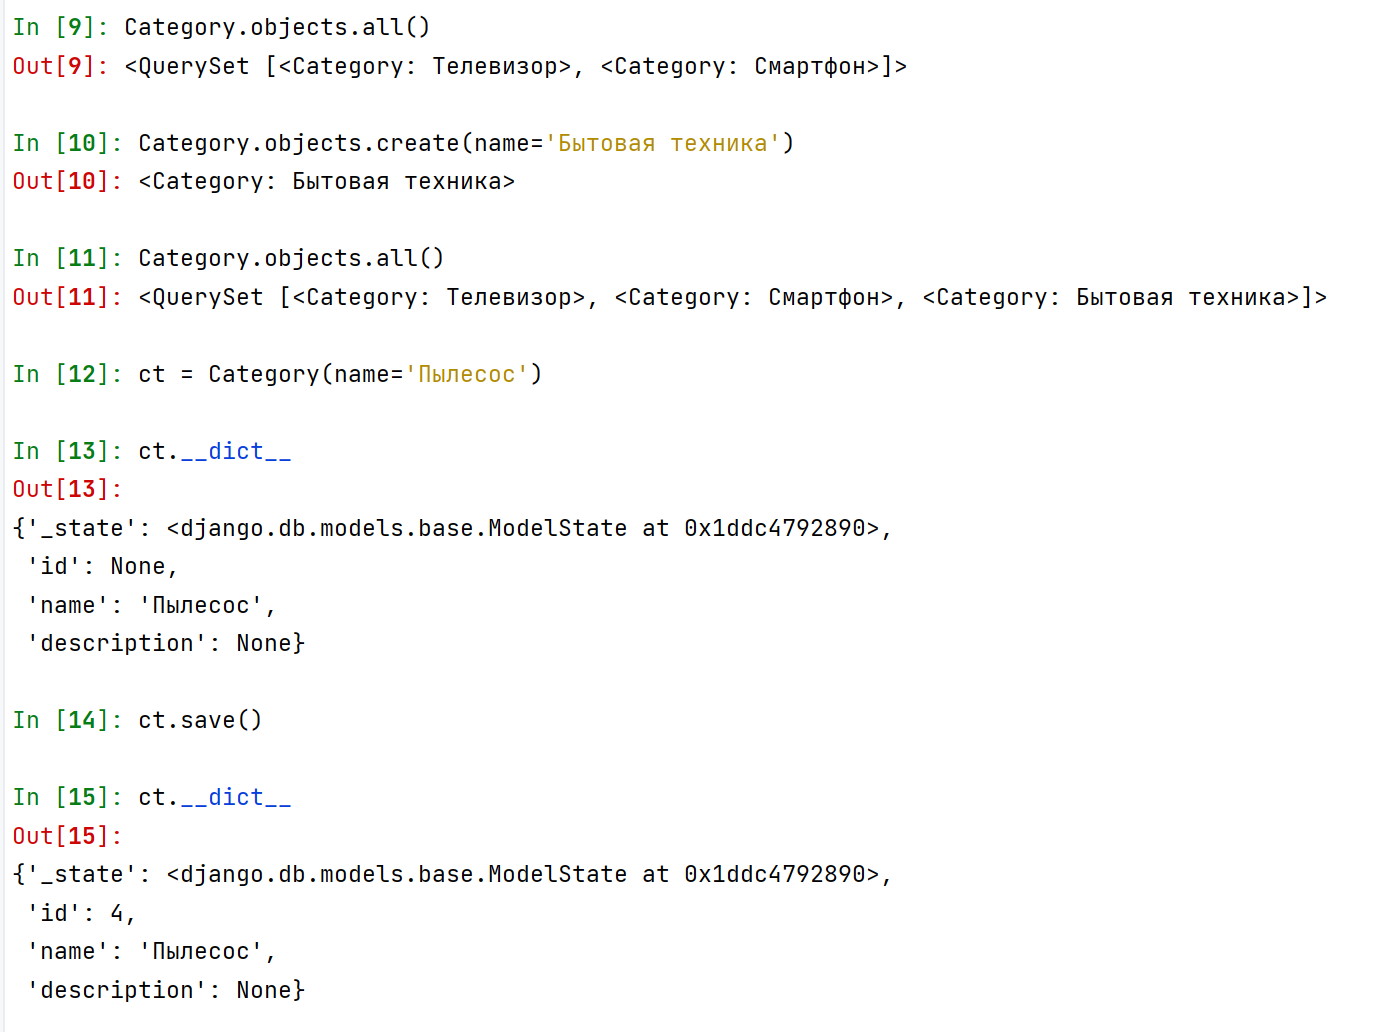 In [9]: Category.objects.all()
Out[9]: <QuerySet [<Category: Телевизор>, <Category: Смартфон>]>
In [10]: Category.objects.create(name='Бытовая техника')
Out[10]: <Category: Бытовая техника>
In [11]: Category.objects.all()
Out[11]: <QuerySet [<Category: Телевизор>, <Category: Смартфон>, <Category: Бытовая техника>]>
In [12]: ct = Category(name='Пылесос')
In [13]: ct.__dict__
Out[13]:
{'_state': <django.db.models.base.ModelState at 0x1ddc4792890>,
 'id': None,
 'name': 'Пылесос',
 'description': None}
In [14]: ct.save()
In [15]: ct.__dict__
Out[15]:
{'_state': <django.db.models.base.ModelState at 0x1ddc4792890>,
 'id': 4,
 'name': 'Пылесос',
 'description': None}